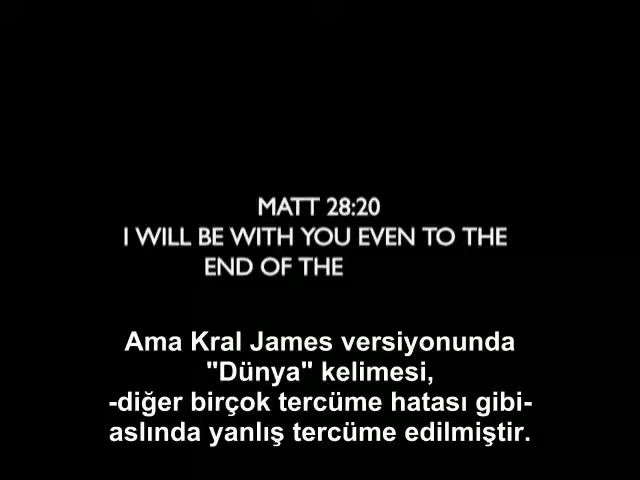 MATT 28:20
I WILL BE WITH YOU EVEN TO THE
END OF THE
Ama Kral James versiyonunda
"Dünya" kelimesi,
-diğer birçok tercüme hatası gibi-
aslında yanlış tercüme edilmiştir.